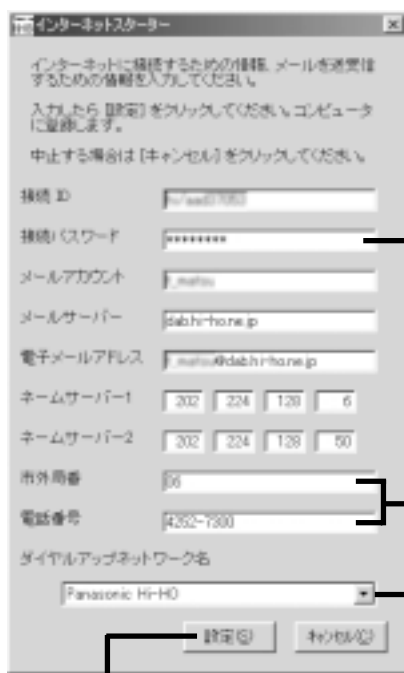 インターネットスターター
インターネットに接続するための情報、メールを送受信
するための情報を入力してください。
入力したら [設定] をクリックしてください。コンピュータ
に登録します。
中止する場合は [キャンセル] をクリックしてください。
接続 ID
接続パスワード ********
メールアカウント
メールサーバー dab.hi-ho.ne.jp
電子メールアドレス @dab.hi-ho.ne.jp
ネームサーバー1 202 224 128 6
ネームサーバー2 202 224 128 50
市外局番 06
電話番号 4262-7300
ダイヤルアップネットワーク名
Panasonic Hi-HO
設定(S) キャンセル(C)